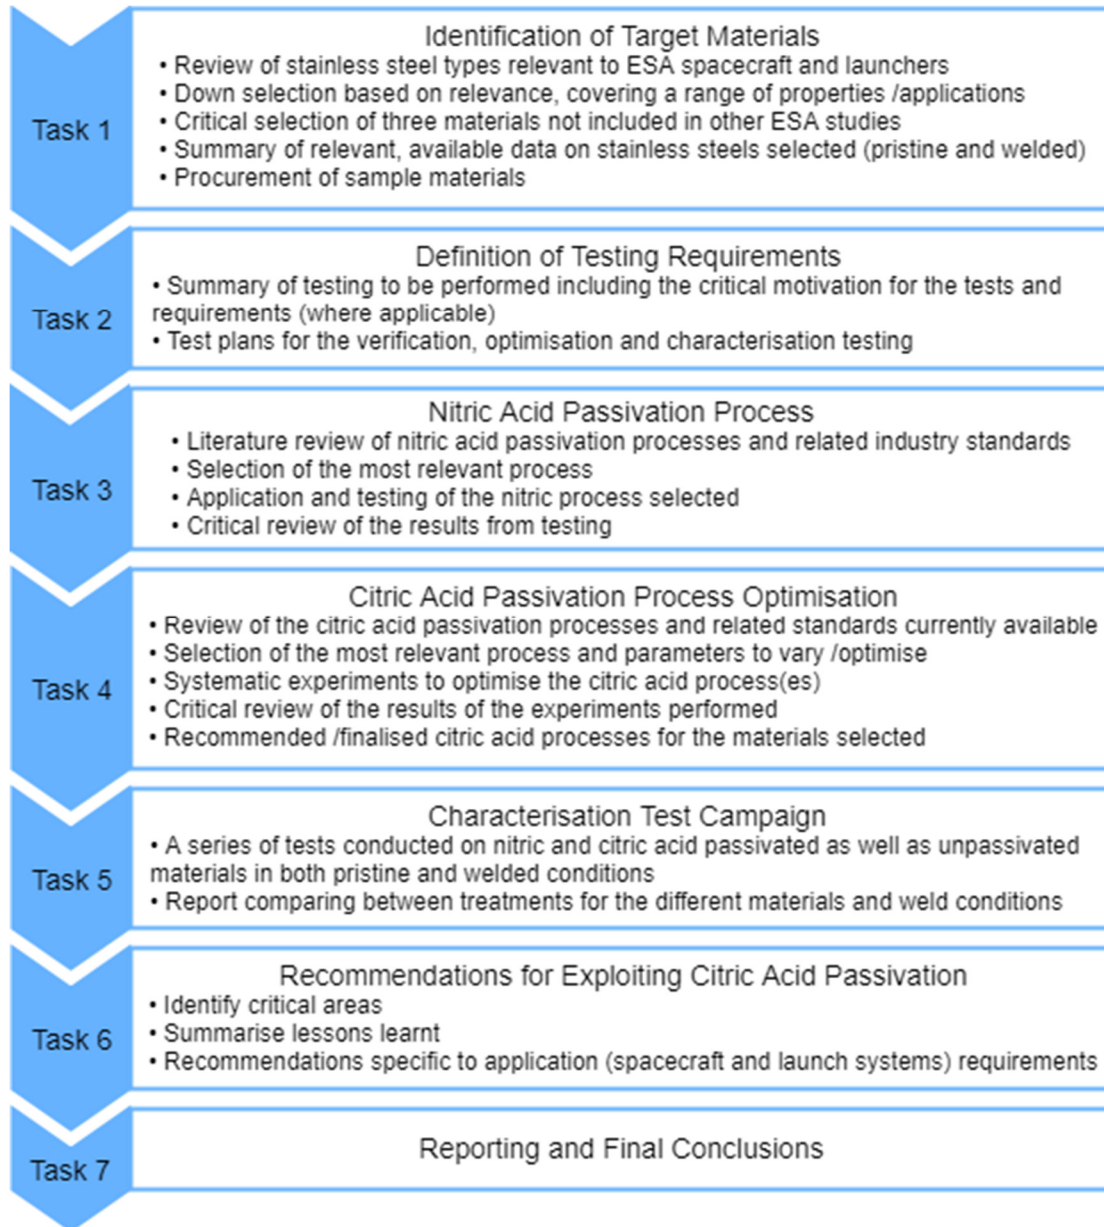 Task 1
Identification of Target Materials
• Review of stainless steel types relevant to ESA spacecraft and launchers
• Down selection based on relevance, covering a range of properties /applications
• Critical selection of three materials not included in other ESA studies
• Summary of relevant, available data on stainless steels selected (pristine and welded)
• Procurement of sample materials
Task 2
Definition of Testing Requirements
• Summary of testing to be performed including the critical motivation for the tests and
requirements (where applicable)
• Test plans for the verification, optimisation and characterisation testing
Task 3
Nitric Acid Passivation Process
• Literature review of nitric acid passivation processes and related industry standards
• Selection of the most relevant process
• Application and testing of the nitric process selected
• Critical review of the results from testing
Task 4
Citric Acid Passivation Process Optimisation
• Review of the citric acid passivation processes and related standards currently available
• Selection of the most relevant process and parameters to vary /optimise
• Systematic experiments to optimise the citric acid process(es)
• Critical review of the results of the experiments performed
• Recommended /finalised citric acid processes for the materials selected
Task 5
Characterisation Test Campaign
• A series of tests conducted on nitric and citric acid passivated as well as unpassivated
materials in both pristine and welded conditions
• Report comparing between treatments for the different materials and weld conditions
Task 6
Recommendations for Exploiting Citric Acid Passivation
• Identify critical areas
• Summarise lessons learnt
• Recommendations specific to application (spacecraft and launch systems) requirements
Task 7
Reporting and Final Conclusions